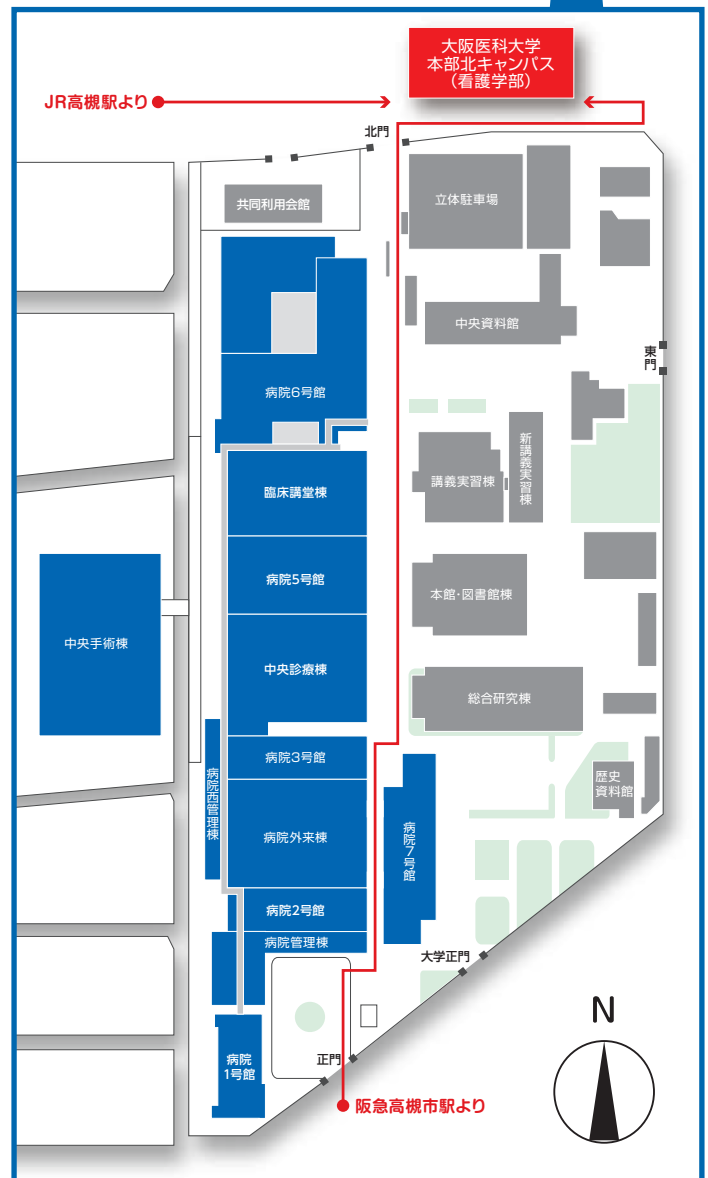 大阪医科大学
本部北キャンパス
(看護学部)
JR高槻駅より
北門
共同利用会館
立体駐車場
中央資料館
東門
病院6号館
新講義実習棟
講義実習棟
臨床講堂棟
病院5号館
本館・図書館棟
中央手術棟
中央診療棟
総合研究棟
病院3号館
病院西管理棟
歴史
資料館
病院外来棟
病院7号館
病院2号館
病院管理棟
大学正門
N
正門
病院
1号館
阪急高槻市駅より